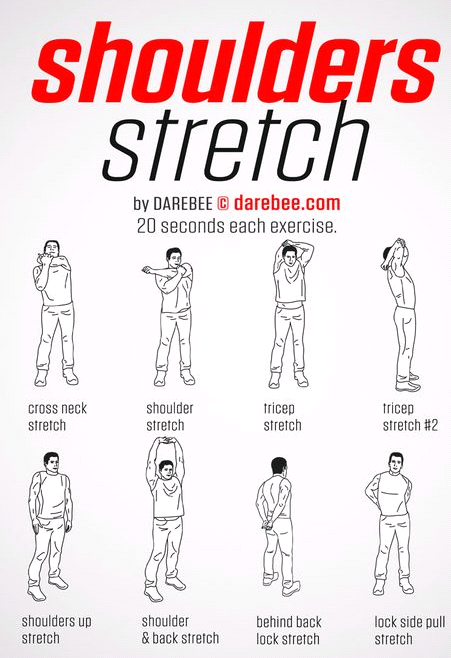 shoulders
stretch
by DAREBEE © darebee.com
20 seconds each exercise.
cross neck
stretch
shoulder
stretch
tricep
stretch
tricep
stretch #2
shoulders up
stretch
shoulder
& back stretch
behind back
lock stretch
lock side pull
stretch